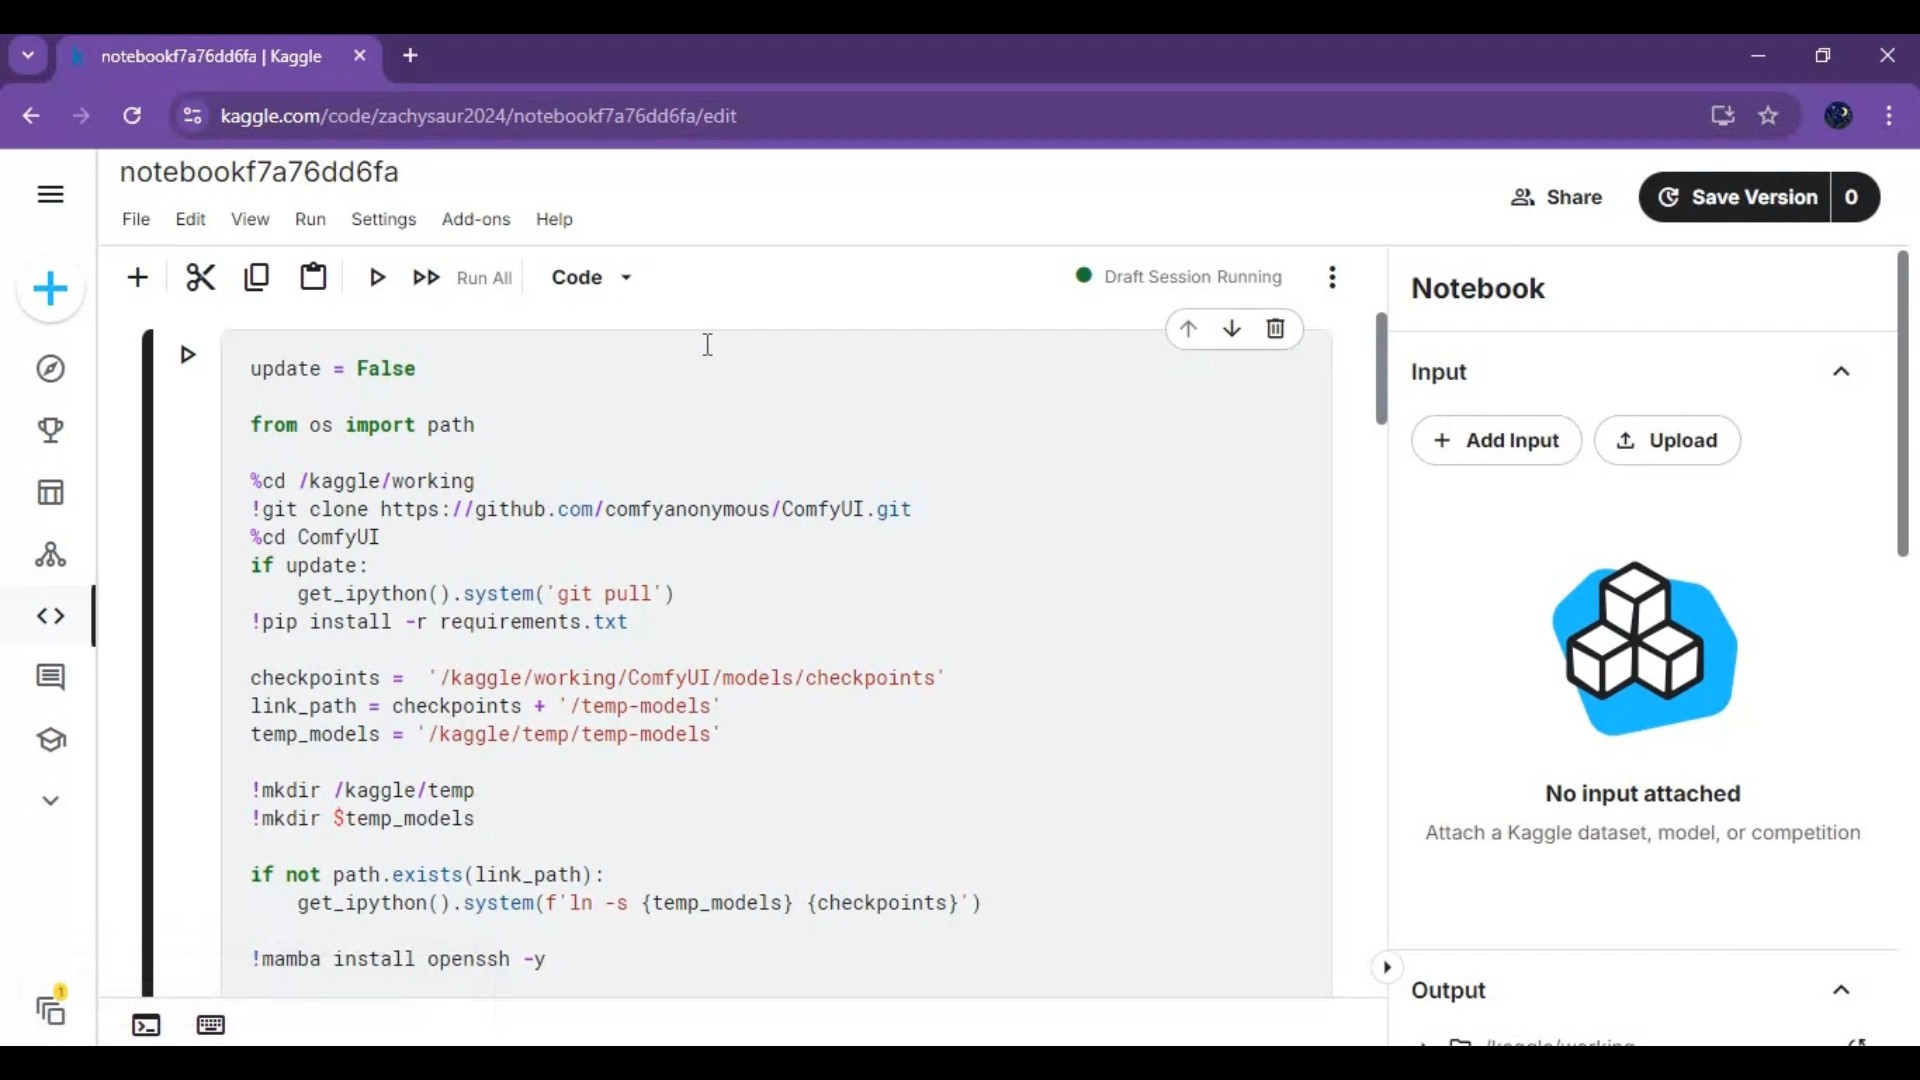 notebookf7a76dd6fa | Kaggle
kaggle.com/code/zachysaur2024/notebookf7a76dd6fa/edit
notebookf7a76dd6fa
File Edit View Run Settings Add-ons Help
Share
Save Version 0
Run All
Code
Draft Session Running
update = False
from os import path
%cd /kaggle/working
!git clone https://github.com/comfyanonymous/ComfyUI.git
%cd ComfyUI
if update:
    get_ipython().system('git pull')
!pip install -r requirements.txt
checkpoints =  '/kaggle/working/ComfyUI/models/checkpoints'
link_path = checkpoints + '/temp-models'
temp_models = '/kaggle/temp/temp-models'
!mkdir /kaggle/temp
!mkdir $temp_models
if not path.exists(link_path):
    get_ipython().system(f'ln -s {temp_models} {checkpoints}')
!mamba install openssh -y
Notebook
Input
+ Add Input
Upload
No input attached
Attach a Kaggle dataset, model, or competition
Output
/kaggle/working
1